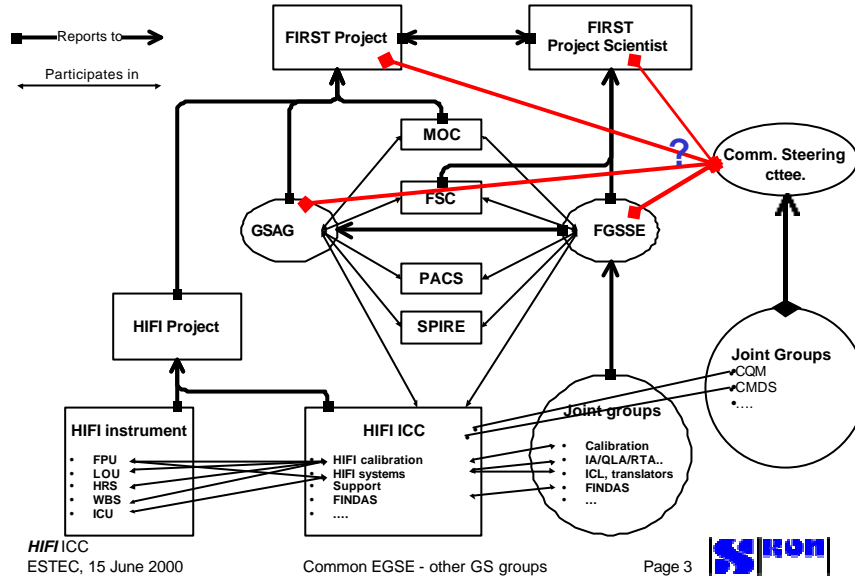 Reports to
Participates in
FIRST Project
FIRST
Project Scientist
MOC
?
Comm. Steering
cttee.
FSC
GSAG
FGSSE
PACS
SPIRE
HIFI Project
Joint Groups
•CQM
•CMDS
•....
HIFI instrument
• FPU
• LOU
• HRS
• WBS
• ICU
HIFI ICC
• HIFI calibration
• HIFI systems
• Support
• FINDAS
• ....
Joint groups
• Calibration
• IA/QLA/RTA..
• ICL, translators
• FINDAS
• ...
HIFI ICC
ESTEC, 15 June 2000
Common EGSE - other GS groups
Page 3
SRON